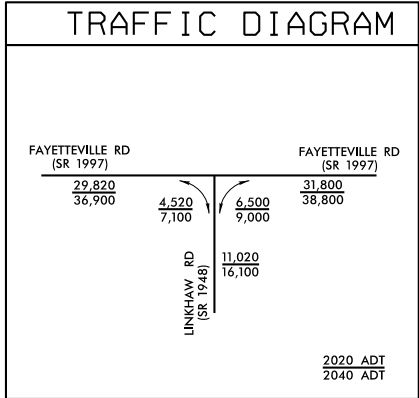 TRAFFIC DIAGRAM
FAYETTEVILLE RD
(SR 1997)
FAYETTEVILLE RD
(SR 1997)
29,820
36,900
4,520
7,100
6,500
9,000
31,800
38,800
LINKHAW RD
(SR 1948)
11,020
16,100
2020 ADT
2040 ADT